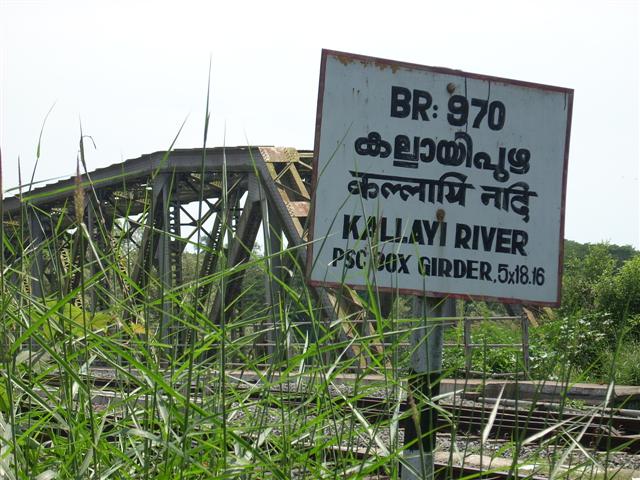 BR: 970
കല്ലായിപുഴ
कल्लायि नदि
KALLAYI RIVER
PSC BOX GIRDER, 5x18.16